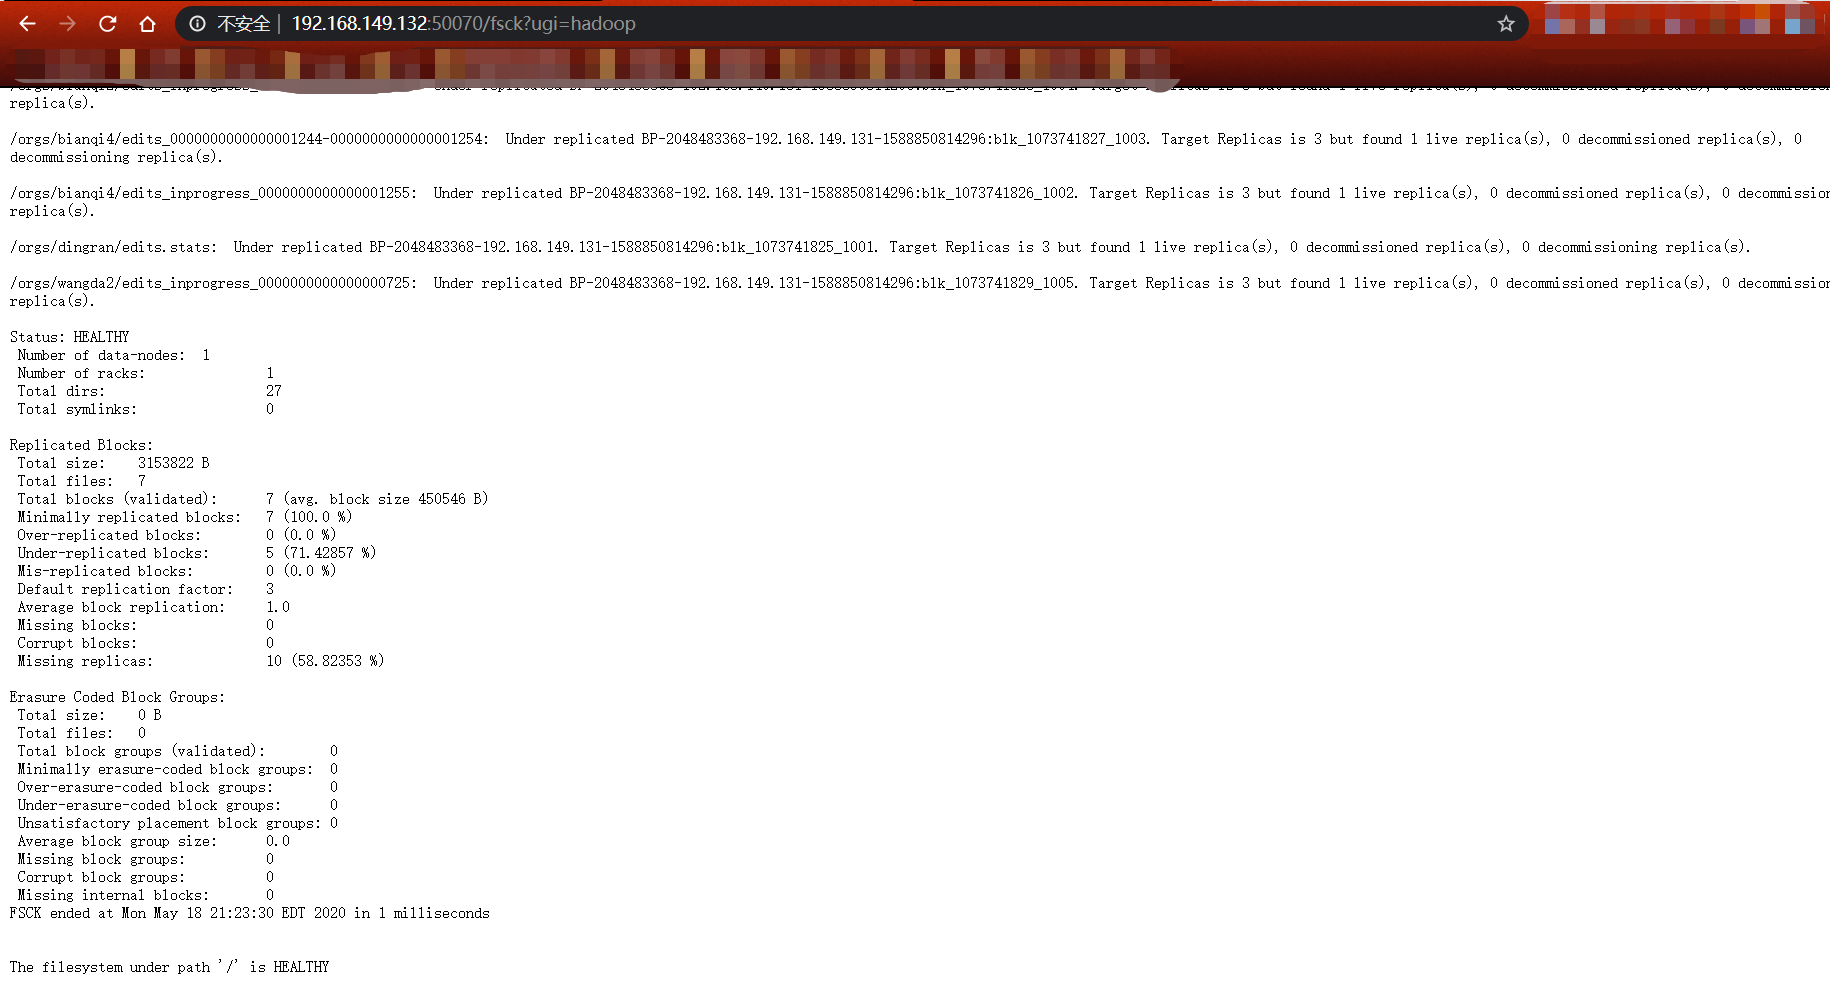 不安全 | 192.168.149.132:50070/fsck?ugi=hadoop
replica(s).
/orgs/bianqi4/edits_0000000000000001244-0000000000000001254:  Under replicated BP-2048483368-192.168.149.131-1588850814296:blk_1073741827_1003. Target Replicas is 3 but found 1 live replica(s), 0 decommissioned replica(s), 0
decommissioning replica(s).
/orgs/bianqi4/edits_inprogress_0000000000000001255:  Under replicated BP-2048483368-192.168.149.131-1588850814296:blk_1073741826_1002. Target Replicas is 3 but found 1 live replica(s), 0 decommissioned replica(s), 0 decommission
replica(s).
/orgs/dingran/edits.stats:  Under replicated BP-2048483368-192.168.149.131-1588850814296:blk_1073741825_1001. Target Replicas is 3 but found 1 live replica(s), 0 decommissioned replica(s), 0 decommissioning replica(s).
/orgs/wangda2/edits_inprogress_0000000000000000725:  Under replicated BP-2048483368-192.168.149.131-1588850814296:blk_1073741829_1005. Target Replicas is 3 but found 1 live replica(s), 0 decommissioned replica(s), 0 decommission
replica(s).
Status: HEALTHY
Number of data-nodes: 1
Number of racks: 1
Total dirs: 27
Total symlinks: 0
Replicated Blocks:
Total size: 3153822 B
Total files: 7
Total blocks (validated): 7 (avg. block size 450546 B)
Minimally replicated blocks: 7 (100.0 %)
Over-replicated blocks: 0 (0.0 %)
Under-replicated blocks: 5 (71.42857 %)
Mis-replicated blocks: 0 (0.0 %)
Default replication factor: 3
Average block replication: 1.0
Missing blocks: 0
Corrupt blocks: 0
Missing replicas: 10 (58.82353 %)
Erasure Coded Block Groups:
Total size: 0 B
Total files: 0
Total block groups (validated): 0
Minimally erasure-coded block groups: 0
Over-erasure-coded block groups: 0
Under-erasure-coded block groups: 0
Unsatisfactory placement block groups: 0
Average block group size: 0.0
Missing block groups: 0
Corrupt block groups: 0
Missing internal blocks: 0
FSCK ended at Mon May 18 21:23:30 EDT 2020 in 1 milliseconds
The filesystem under path '/' is HEALTHY